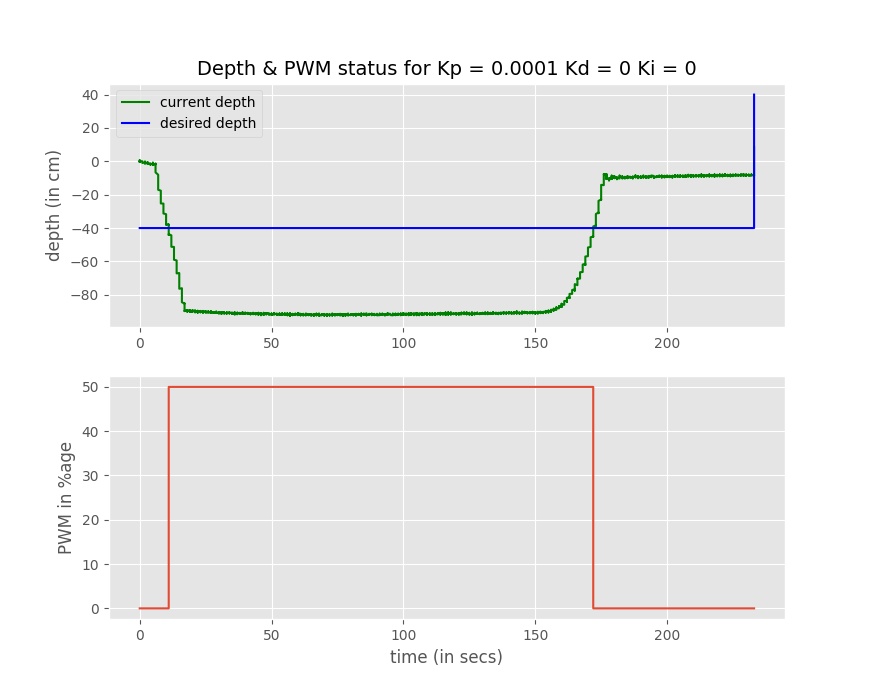 Depth & PWM status for Kp = 0.0001 Kd = 0 Ki = 0
current depth
desired depth
depth (in cm)
40
20
0
−20
−40
−60
−80
0 50 100 150 200
PWM in %age
50
40
30
20
10
0
0 50 100 150 200
time (in secs)